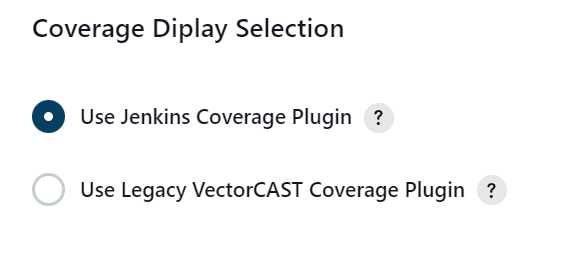 Coverage Diplay Selection
Use Jenkins Coverage Plugin ?
Use Legacy VectorCAST Coverage Plugin ?